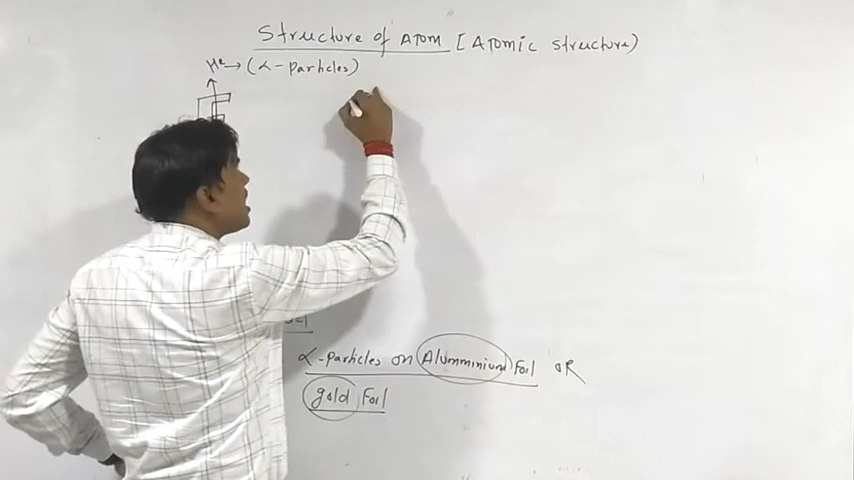 Structure of Atom [Atomic structure)
He → (α-particles)
α-particles on Alumminium Foil OR
gold Foil